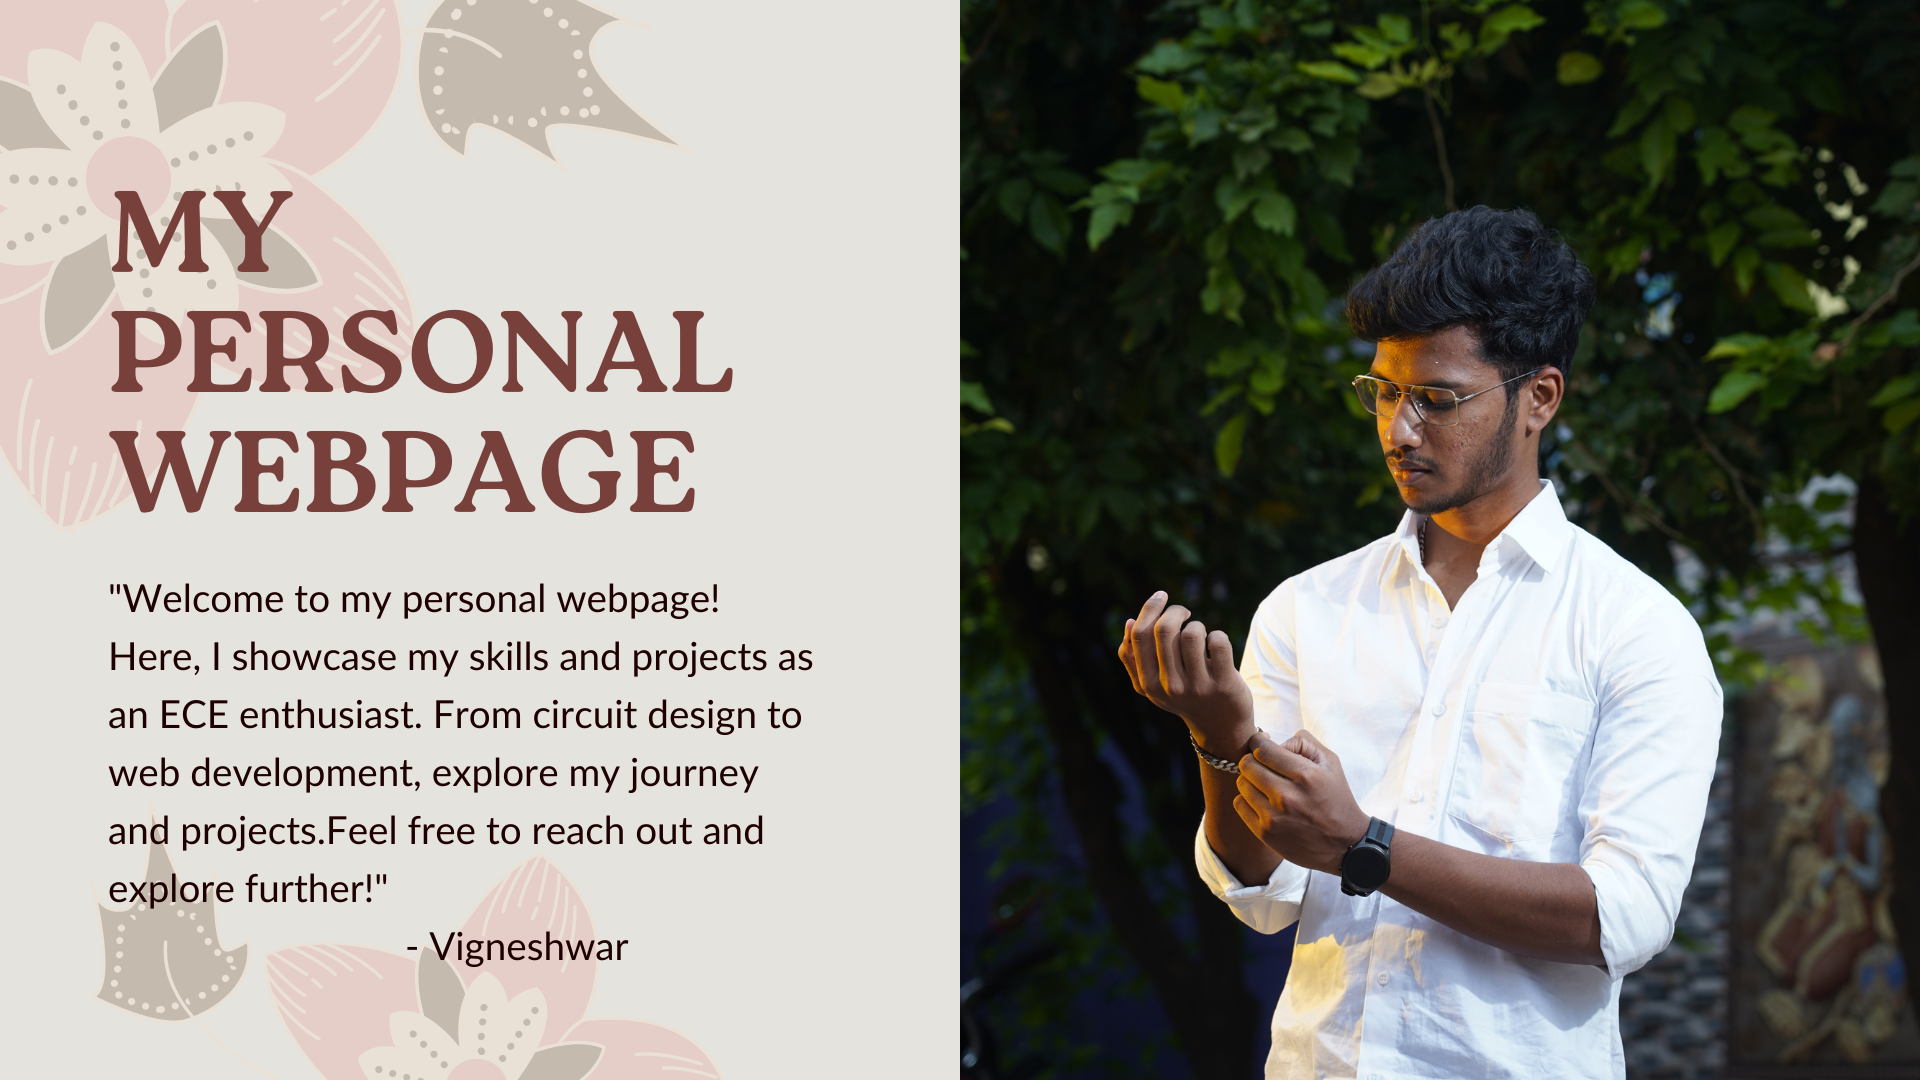 MY
PERSONAL
WEBPAGE
"Welcome to my personal webpage!
Here, I showcase my skills and projects as
an ECE enthusiast. From circuit design to
web development, explore my journey
and projects.Feel free to reach out and
explore further!"
- Vigneshwar